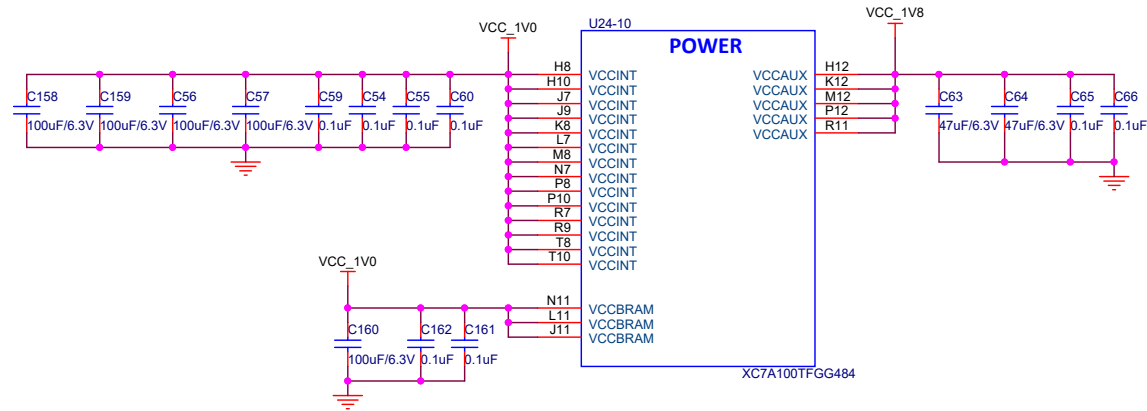 U24-10
VCC_1V0
VCC_1V8
POWER
H8 VCCINT VCCAUX H12
H10 VCCINT VCCAUX K12
J7 VCCINT VCCAUX M12
J9 VCCINT VCCAUX P12
K8 VCCINT VCCAUX R11
L7 VCCINT
M8 VCCINT
N7 VCCINT
P8 VCCINT
P10 VCCINT
R7 VCCINT
R9 VCCINT
T8 VCCINT
T10 VCCINT
C158 C159 C56 C57 C59 C54 C55 C60
100uF/6.3V 100uF/6.3V 100uF/6.3V 100uF/6.3V 0.1uF 0.1uF 0.1uF 0.1uF
C63 C64 C65 C66
47uF/6.3V 47uF/6.3V 0.1uF 0.1uF
VCC_1V0
N11 VCCBRAM
L11 VCCBRAM
J11 VCCBRAM
C160 C162 C161
100uF/6.3V 0.1uF 0.1uF
XC7A100TFGG484